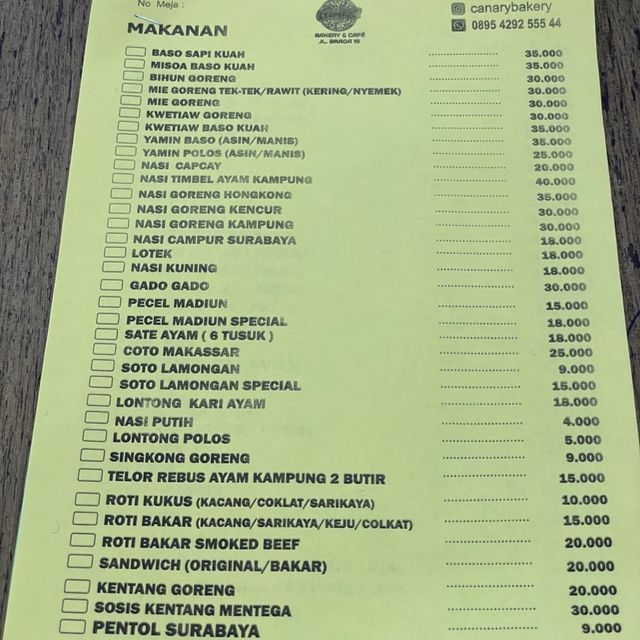 No Meja :
MAKANAN
BAKERY & CAFÉ
JL. BRAGA 16
canarybakery
0895 4292 555 44
BASO SAPI KUAH 35.000
MISOA BASO KUAH 35.000
BIHUN GORENG 30.000
MIE GORENG TEK-TEK/RAWIT (KERING/NYEMEK) 30.000
MIE GORENG 30.000
KWETIAW GORENG 30.000
KWETIAW BASO KUAH 35.000
YAMIN BASO (ASIN/MANIS) 35.000
YAMIN POLOS (ASIN/MANIS) 25.000
NASI CAPCAY 20.000
NASI TIMBEL AYAM KAMPUNG 40.000
NASI GORENG HONGKONG 35.000
NASI GORENG KENCUR 30.000
NASI GORENG KAMPUNG 30.000
NASI CAMPUR SURABAYA 18.000
LOTEK 18.000
NASI KUNING 18.000
GADO GADO 30.000
PECEL MADIUN 15.000
PECEL MADIUN SPECIAL 18.000
SATE AYAM ( 6 TUSUK ) 18.000
COTO MAKASSAR 25.000
SOTO LAMONGAN 9.000
SOTO LAMONGAN SPECIAL 15.000
LONTONG KARI AYAM 18.000
NASI PUTIH 4.000
LONTONG POLOS 5.000
SINGKONG GORENG 9.000
TELOR REBUS AYAM KAMPUNG 2 BUTIR 15.000
ROTI KUKUS (KACANG/COKLAT/SARIKAYA) 10.000
ROTI BAKAR (KACANG/SARIKAYA/KEJU/COLKAT) 15.000
ROTI BAKAR SMOKED BEEF 20.000
SANDWICH (ORIGINAL/BAKAR) 20.000
KENTANG GORENG 20.000
SOSIS KENTANG MENTEGA 30.000
PENTOL SURABAYA 9.000